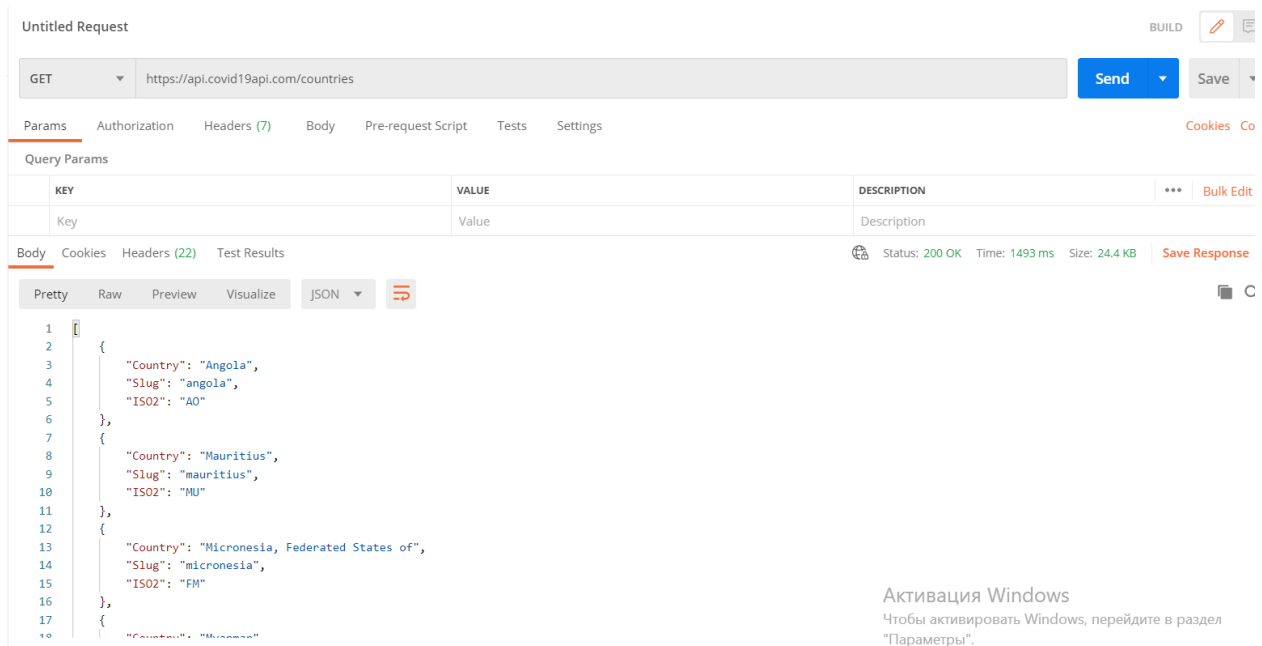 Untitled Request BUILD
GET https://api.covid19api.com/countries Send Save
Params Authorization Headers (7) Body Pre-request Script Tests Settings Cookies Co
Query Params
KEY VALUE DESCRIPTION ••• Bulk Edit
Key Value Description
Body Cookies Headers (22) Test Results Status: 200 OK Time: 1493 ms Size: 24.4 KB Save Response
Pretty Raw Preview Visualize JSON
1 [
2 {
3 "Country": "Angola",
4 "Slug": "angola",
5 "ISO2": "AO"
6 },
7 {
8 "Country": "Mauritius",
9 "Slug": "mauritius",
10 "ISO2": "MU"
11 },
12 {
13 "Country": "Micronesia, Federated States of",
14 "Slug": "micronesia",
15 "ISO2": "FM"
16 },
17 {
18 "Country": "Myanmar"
Активация Windows
Чтобы активировать Windows, перейдите в раздел
"Параметры".